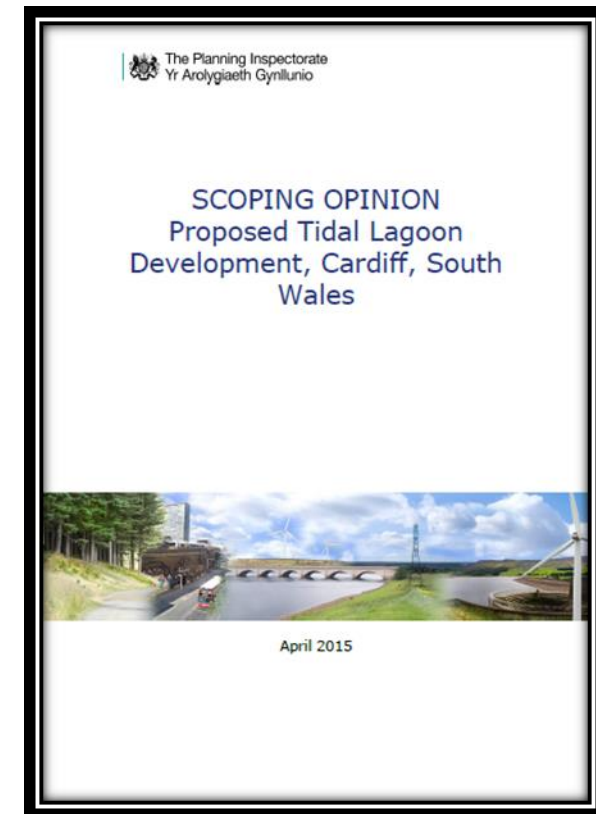 The Planning Inspectorate
Yr Arolygiaeth Gynllunio
SCOPING OPINION
Proposed Tidal Lagoon
Development, Cardiff, South
Wales
April 2015